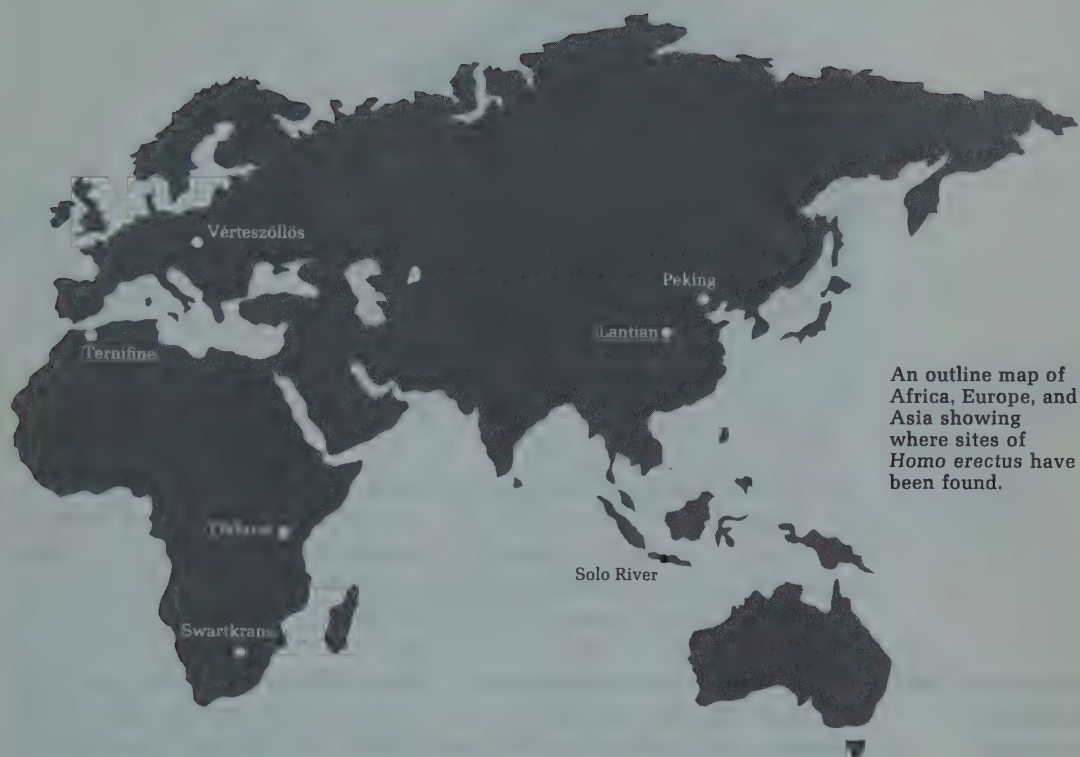 Vérteszöllös
Peking
Lantian
Ternifine
An outline map of
Africa, Europe, and
Asia showing
where sites of
Homo erectus have
been found.
Solo River
Swartkrans